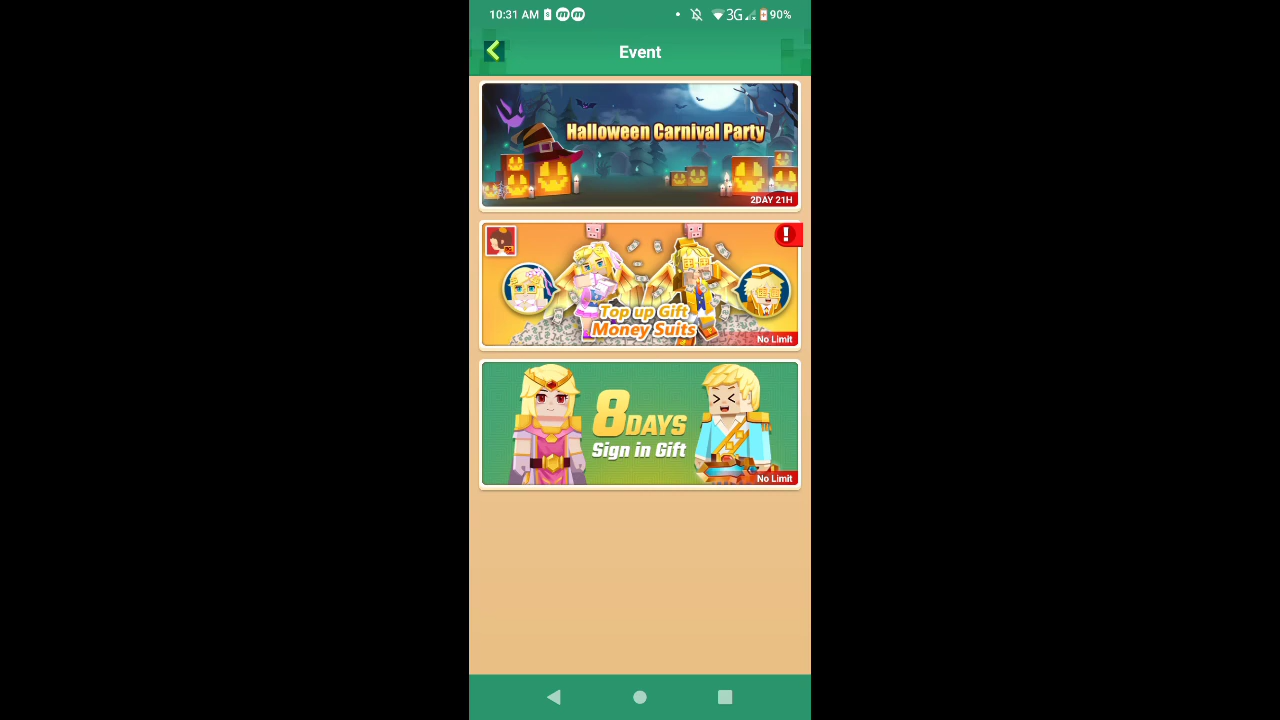 10:31 AM 3G 90%
Event
Halloween Carnival Party
2DAY 21H
Top up Gift
Money Suits
No Limit
8DAYS
Sign in Gift
No Limit